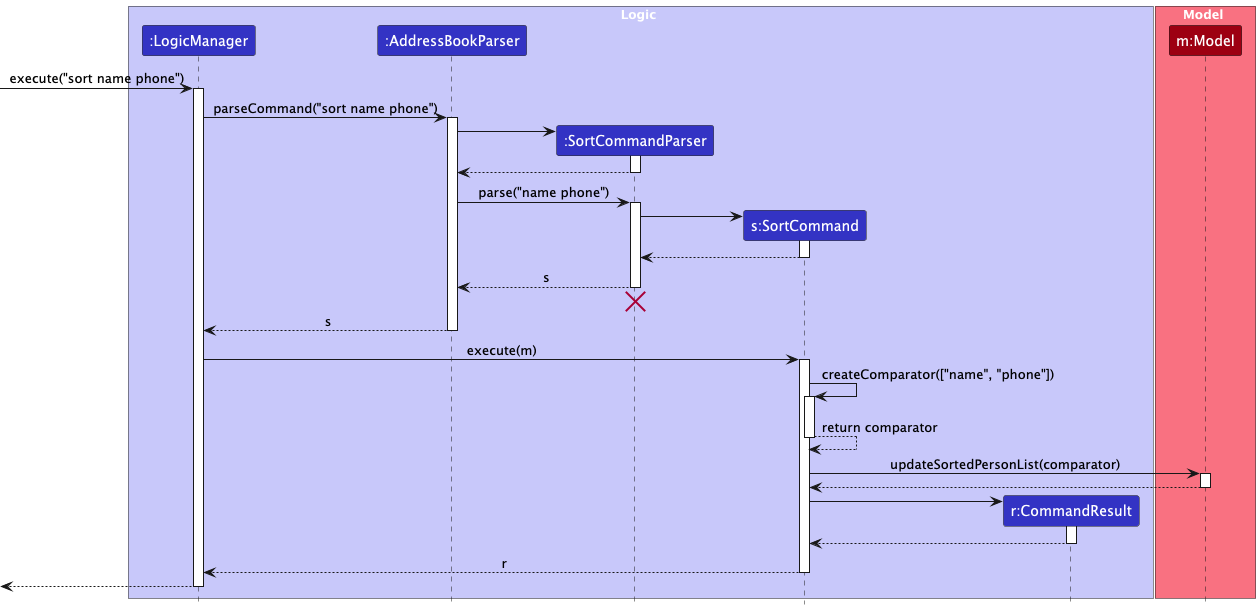 Logic
Model
:LogicManager
:AddressBookParser
m:Model
execute("sort name phone")
parseCommand("sort name phone")
:SortCommandParser
parse("name phone")
s:SortCommand
s
s
execute(m)
createComparator(["name", "phone"])
return comparator
updateSortedPersonList(comparator)
r:CommandResult
r